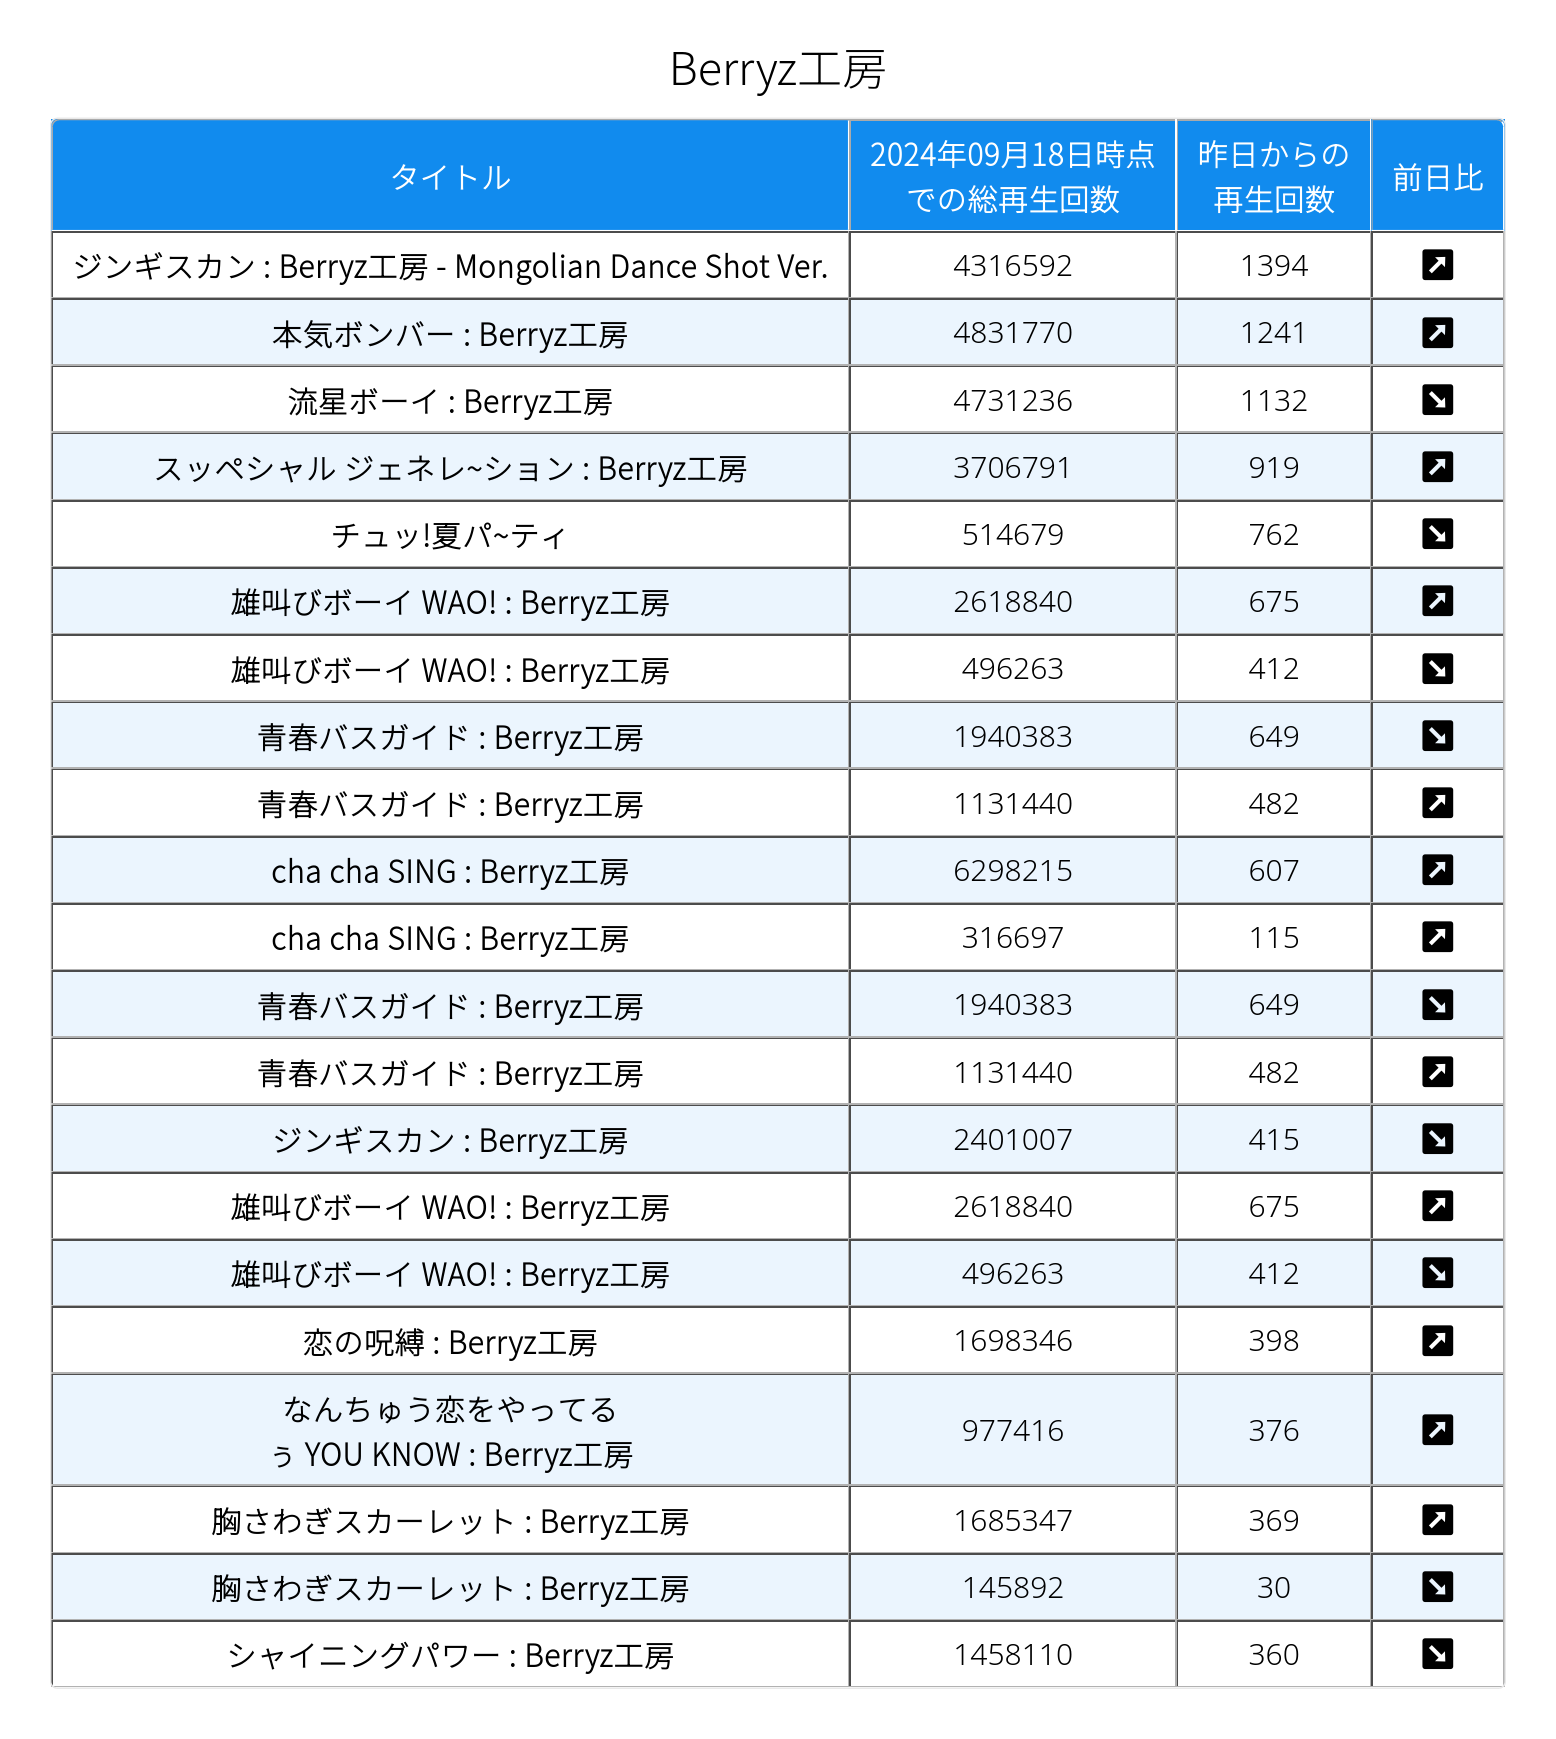 Berryz工房
タイトル 2024年09月18日時点での総再生回数 昨日からの再生回数 前日比
ジンギスカン : Berryz工房 - Mongolian Dance Shot Ver. 4316592 1394
本気ボンバー : Berryz工房 4831770 1241
流星ボーイ : Berryz工房 4731236 1132
スッペシャル ジェネレ~ション : Berryz工房 3706791 919
チュッ!夏パ~ティ 514679 762
雄叫びボーイ WAO! : Berryz工房 2618840 675
雄叫びボーイ WAO! : Berryz工房 496263 412
青春バスガイド : Berryz工房 1940383 649
青春バスガイド : Berryz工房 1131440 482
cha cha SING : Berryz工房 6298215 607
cha cha SING : Berryz工房 316697 115
青春バスガイド : Berryz工房 1940383 649
青春バスガイド : Berryz工房 1131440 482
ジンギスカン : Berryz工房 2401007 415
雄叫びボーイ WAO! : Berryz工房 2618840 675
雄叫びボーイ WAO! : Berryz工房 496263 412
恋の呪縛 : Berryz工房 1698346 398
なんちゅう恋をやってる
ぅ YOU KNOW : Berryz工房 977416 376
胸さわぎスカーレット : Berryz工房 1685347 369
胸さわぎスカーレット : Berryz工房 145892 30
シャイニングパワー : Berryz工房 1458110 360